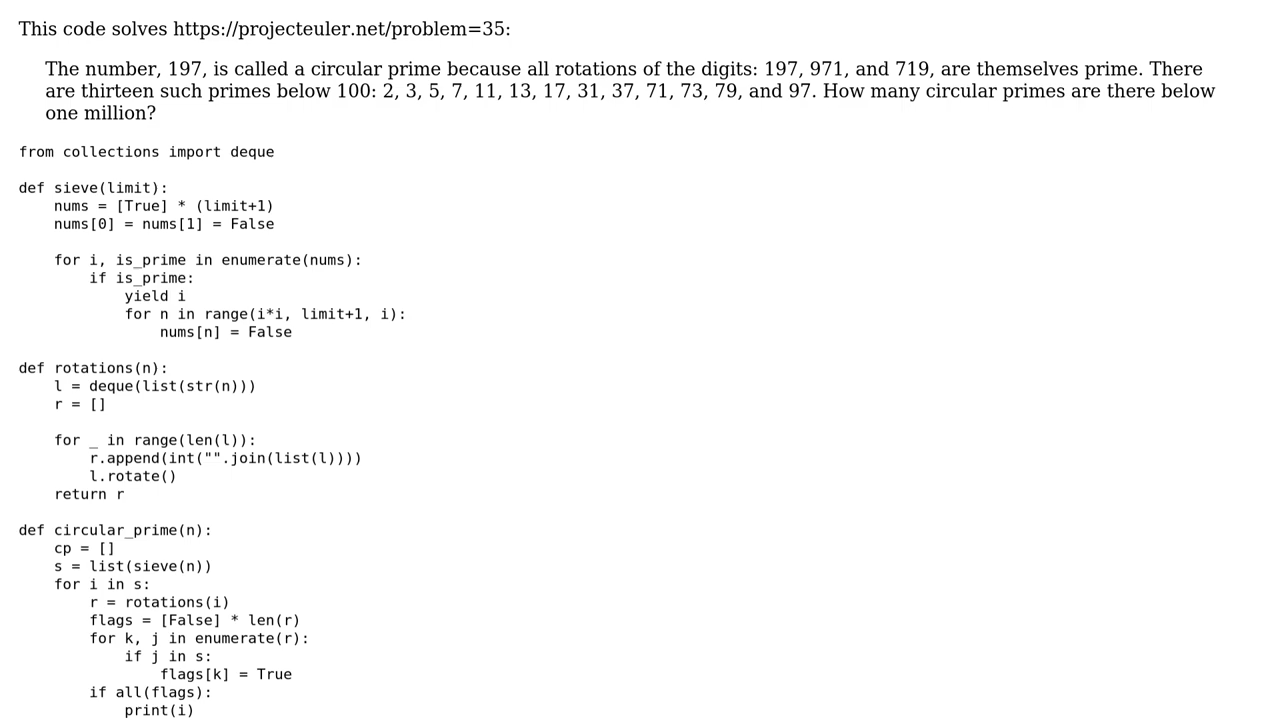 This code solves https://projecteuler.net/problem=35:
The number, 197, is called a circular prime because all rotations of the digits: 197, 971, and 719, are themselves prime. There
are thirteen such primes below 100: 2, 3, 5, 7, 11, 13, 17, 31, 37, 71, 73, 79, and 97. How many circular primes are there below
one million?
from collections import deque

def sieve(limit):
    nums = [True] * (limit+1)
    nums[0] = nums[1] = False

    for i, is_prime in enumerate(nums):
        if is_prime:
            yield i
            for n in range(i*i, limit+1, i):
                nums[n] = False

def rotations(n):
    l = deque(list(str(n)))
    r = []

    for _ in range(len(l)):
        r.append(int("".join(list(l))))
        l.rotate()
    return r

def circular_prime(n):
    cp = []
    s = list(sieve(n))
    for i in s:
        r = rotations(i)
        flags = [False] * len(r)
        for k, j in enumerate(r):
            if j in s:
                flags[k] = True
        if all(flags):
            print(i)